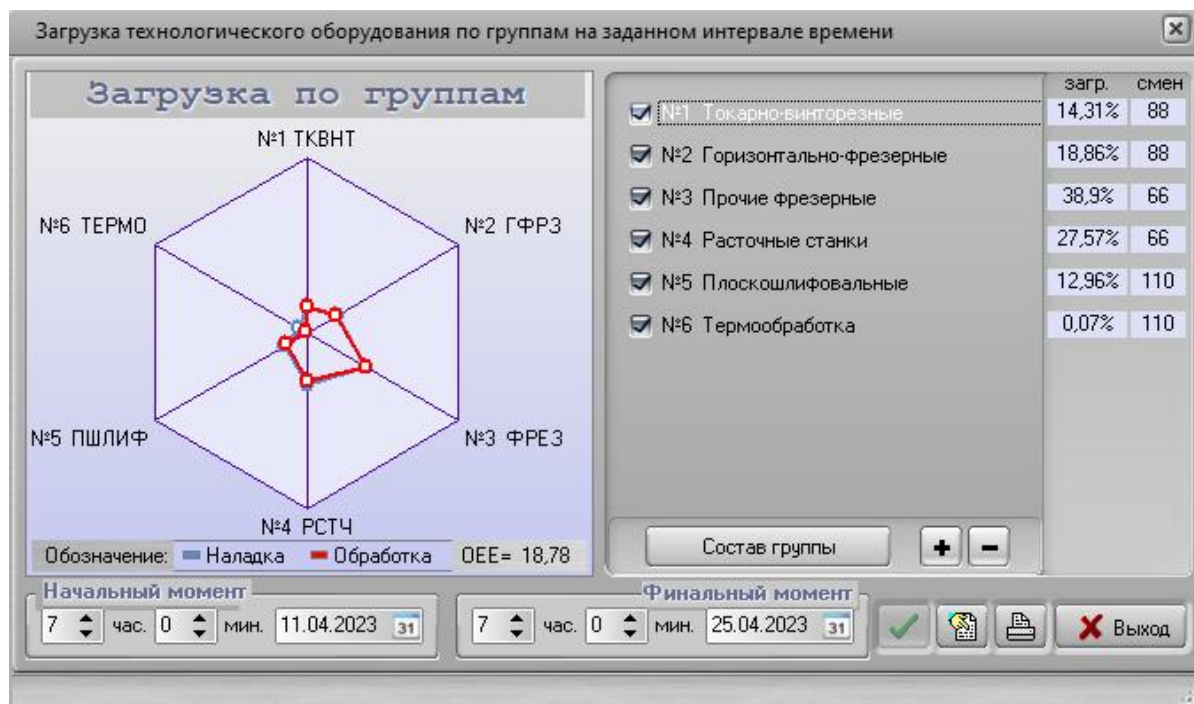 Загрузка технологического оборудования по группам на заданном интервале времени
Загрузка по группам
№1 ТКВНТ
№6 ТЕРМО
№2 ГФРЗ
№5 ПШЛИФ
№3 ФРЕЗ
№4 РСТЧ
Обозначение: Наладка Обработка OEE= 18,78
загр. смен
№1 Токарно-винторезные 14,31% 88
№2 Горизонтально-фрезерные 18,86% 88
№3 Прочие фрезерные 38,9% 66
№4 Расточные станки 27,57% 66
№5 Плоскошлифовальные 12,96% 110
№6 Термообработка 0,07% 110
Состав группы + −
Начальный момент
7 час. 0 мин. 11.04.2023 31
Финальный момент
7 час. 0 мин. 25.04.2023 31
Выход